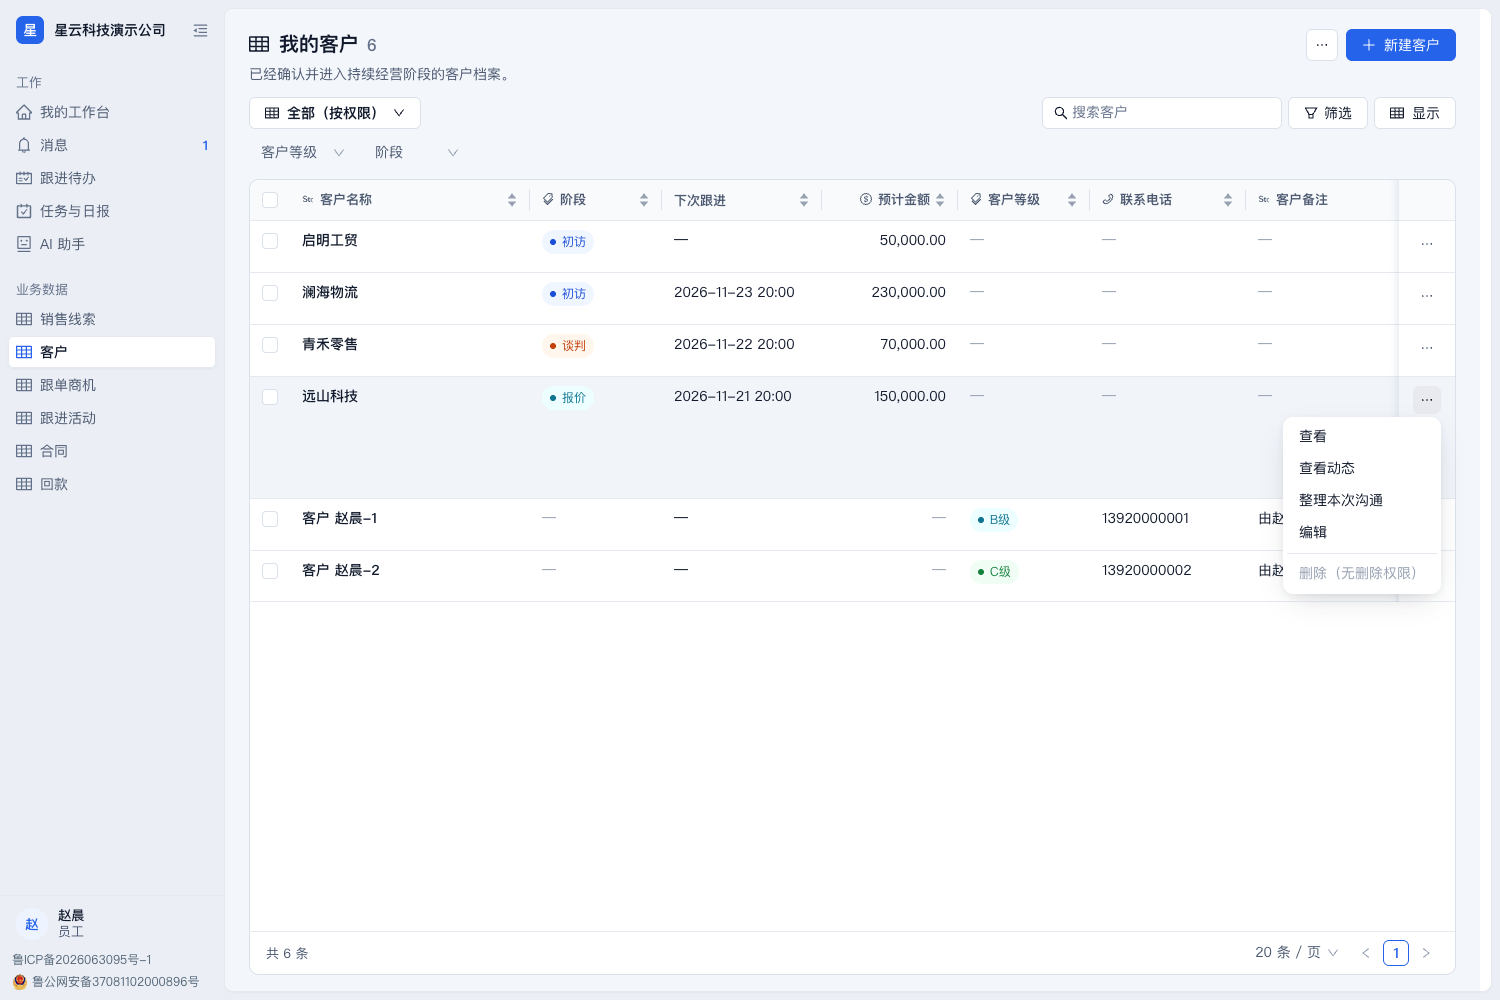 星 星云科技演示公司
工作
我的工作台
消息 1
跟进待办
任务与日报
AI 助手
业务数据
销售线索
客户
跟单商机
跟进活动
合同
回款
赵 赵晨
员工
鲁ICP备2026063095号-1
鲁公网安备37081102000896号
我的客户 6
··· + 新建客户
已经确认并进入持续经营阶段的客户档案。
全部（按权限）
搜索客户 筛选 显示
客户等级 阶段
Str 客户名称 阶段 下次跟进 预计金额 客户等级 联系电话 Str 客户备注
启明工贸 初访 — 50,000.00 — — — ···
澜海物流 初访 2026-11-23 20:00 230,000.00 — — — ···
青禾零售 谈判 2026-11-22 20:00 70,000.00 — — — ···
远山科技 报价 2026-11-21 20:00 150,000.00 — — — ···
查看
查看动态
整理本次沟通
编辑
删除（无删除权限）
客户 赵晨-1 — — — B级 13920000001 由赵
客户 赵晨-2 — — — C级 13920000002 由赵
共 6 条 20 条 / 页 < 1 >